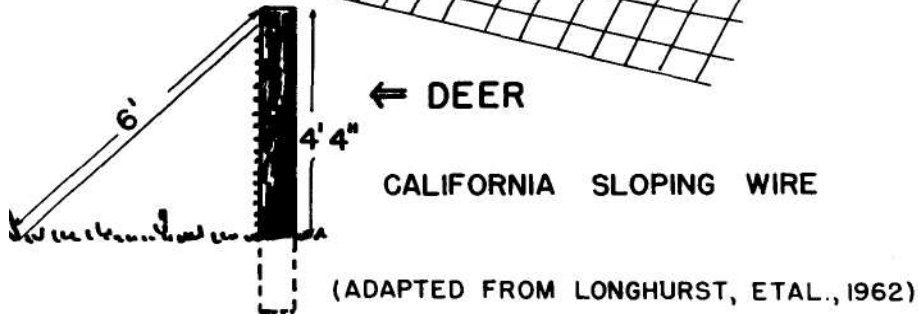 6'
⇐ DEER
4' 4"
CALIFORNIA SLOPING WIRE
(ADAPTED FROM LONGHURST, ETAL., 1962)